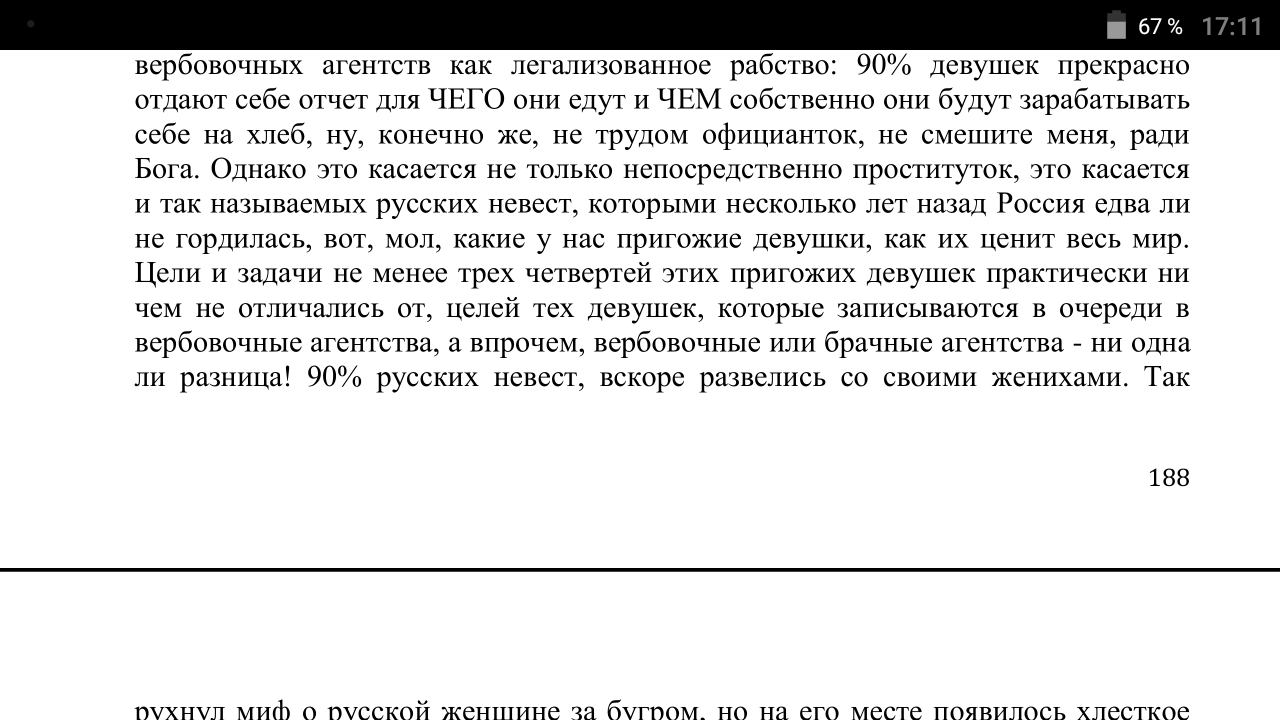 67 % 17:11
вербовочных агентств как легализованное рабство: 90% девушек прекрасно
отдают себе отчет для ЧЕГО они едут и ЧЕМ собственно они будут зарабатывать
себе на хлеб, ну, конечно же, не трудом официанток, не смешите меня, ради
Бога. Однако это касается не только непосредственно проституток, это касается
и так называемых русских невест, которыми несколько лет назад Россия едва ли
не гордилась, вот, мол, какие у нас пригожие девушки, как их ценит весь мир.
Цели и задачи не менее трех четвертей этих пригожих девушек практически ни
чем не отличались от, целей тех девушек, которые записываются в очереди в
вербовочные агентства, а впрочем, вербовочные или брачные агентства - ни одна
ли разница! 90% русских невест, вскоре развелись со своими женихами. Так
188
рухнул миф о русской женщине за бугром, но на его месте появилось хлесткое